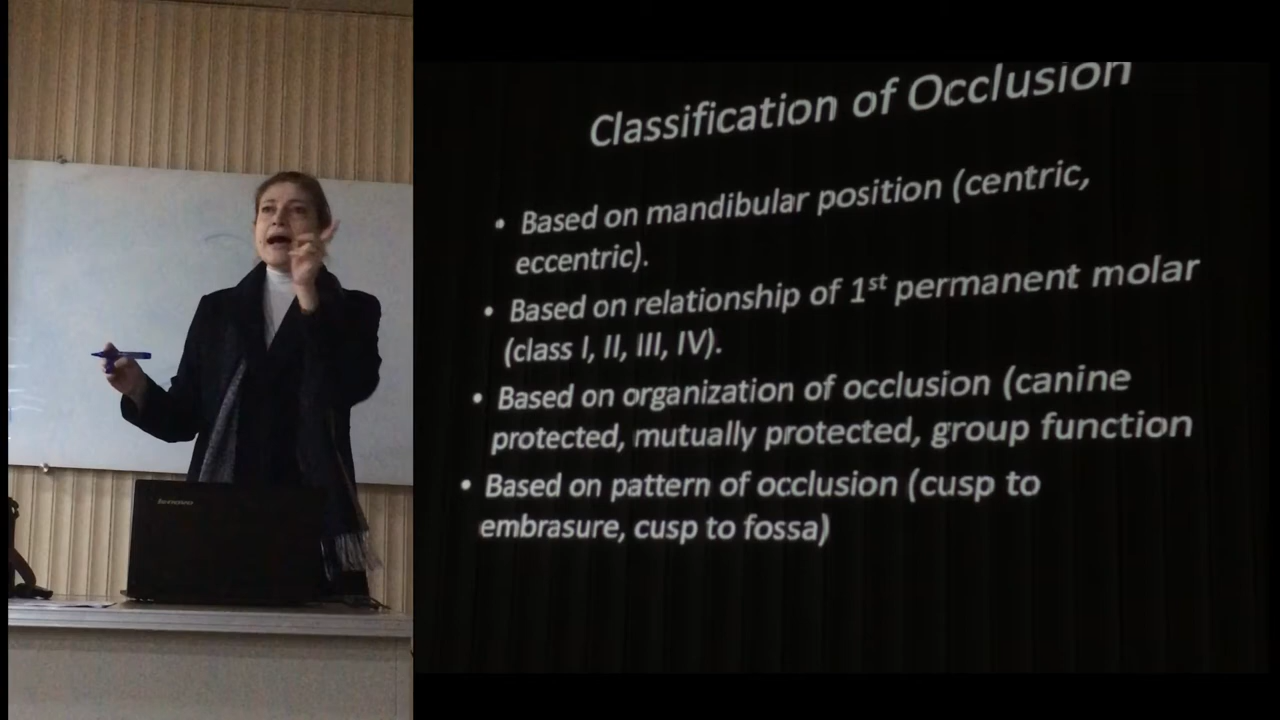 Classification of Occlusion
• Based on mandibular position (centric,
eccentric).
• Based on relationship of 1st permanent molar
(class I, II, III, IV).
• Based on organization of occlusion (canine
protected, mutually protected, group function
• Based on pattern of occlusion (cusp to
embrasure, cusp to fossa)
lenovo